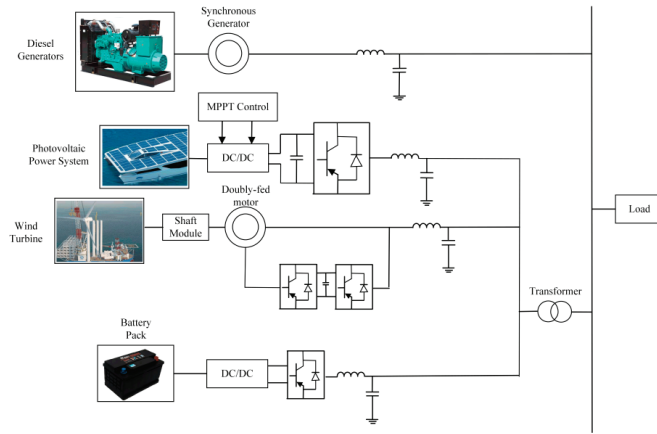 Synchronous
Generator
Diesel
Generators
MPPT Control
Photovoltaic
Power System
DC/DC
Doubly-fed
motor
Wind
Turbine
Shaft
Module
Load
Transformer
Battery
Pack
DC/DC